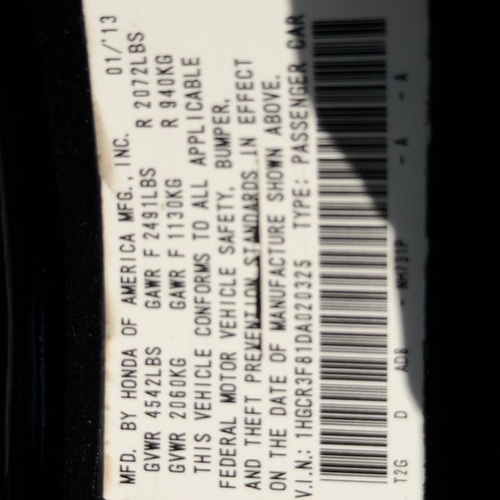 MFD. BY HONDA OF AMERICA MFG., INC. 01/'13
GVWR 4542LBS GAWR F 2491LBS R 2072LBS
GVWR 2060KG GAWR F 1130KG R 940KG
THIS VEHICLE CONFORMS TO ALL APPLICABLE
FEDERAL MOTOR VEHICLE SAFETY, BUMPER,
AND THEFT PREVENTION STANDARDS IN EFFECT
ON THE DATE OF MANUFACTURE SHOWN ABOVE.
V.I.N.: 1HGCR3F81DA020325 TYPE: PASSENGER CAR
T2G D AD8 - NH731P - A - A